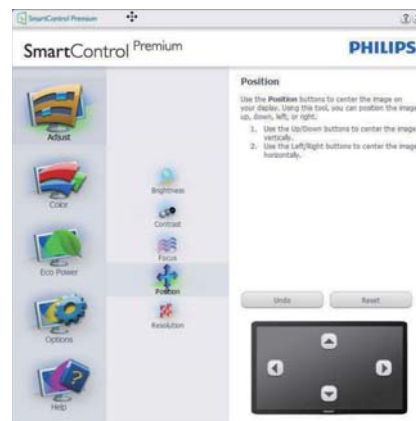 SmartControl Premium
SmartControl Premium
PHILIPS
Adjust
Color
Eco Power
Options
Help
Brightness
Contrast
Focus
Position
Resolution
Position
Use the Position buttons to center the image on
your display. Using this tool, you can position the image
up, down, left, or right:
1. Use the Up/Down buttons to center the image
vertically.
2. Use the Left/Right buttons to center the image
horizontally.
Undo
Reset